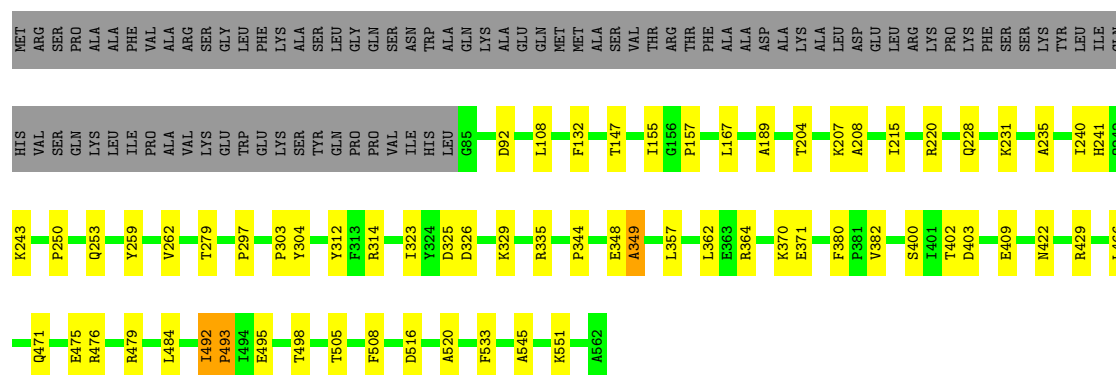 MET ARG SER PRO ALA ALA PHE VAL ALA ARG SER GLY LEU PHE LYS ALA SER LEU GLY GLN SER ASN TRP ALA GLN LYS ALA GLU GLN MET MET ALA SER VAL THR ARG THR PHE ALA ALA ASP ALA LYS ALA LEU ASP GLU LEU ARG LYS PRO LYS PHE SER SER LYS TYR LEU ILE
HIS VAL SER GLN LYS LEU ILE PRO ALA VAL LYS GLU TRP GLU LYS SER TYR GLN PRO PRO VAL SER ILE HIS LEU G85 D92 L108 F132 T147 I155 G156 P157 L167 A189 T204 K207 A208 I215 R220 Q228 K231 A235 I240 H241
K243 P250 Q253 Y259 V262 T279 P297 P303 Y304 Y312 F313 R314 I323 Y324 D325 D326 K329 R335 P344 E348 A349 L357 L362 E363 R364 K370 E371 F380 P381 V382 S400 I401 T402 D403 E409 N422 R429
Q471 E475 R476 R479 L484 I492 P493 I494 E495 T498 T505 F508 D516 A520 F533 A545 K551 A562